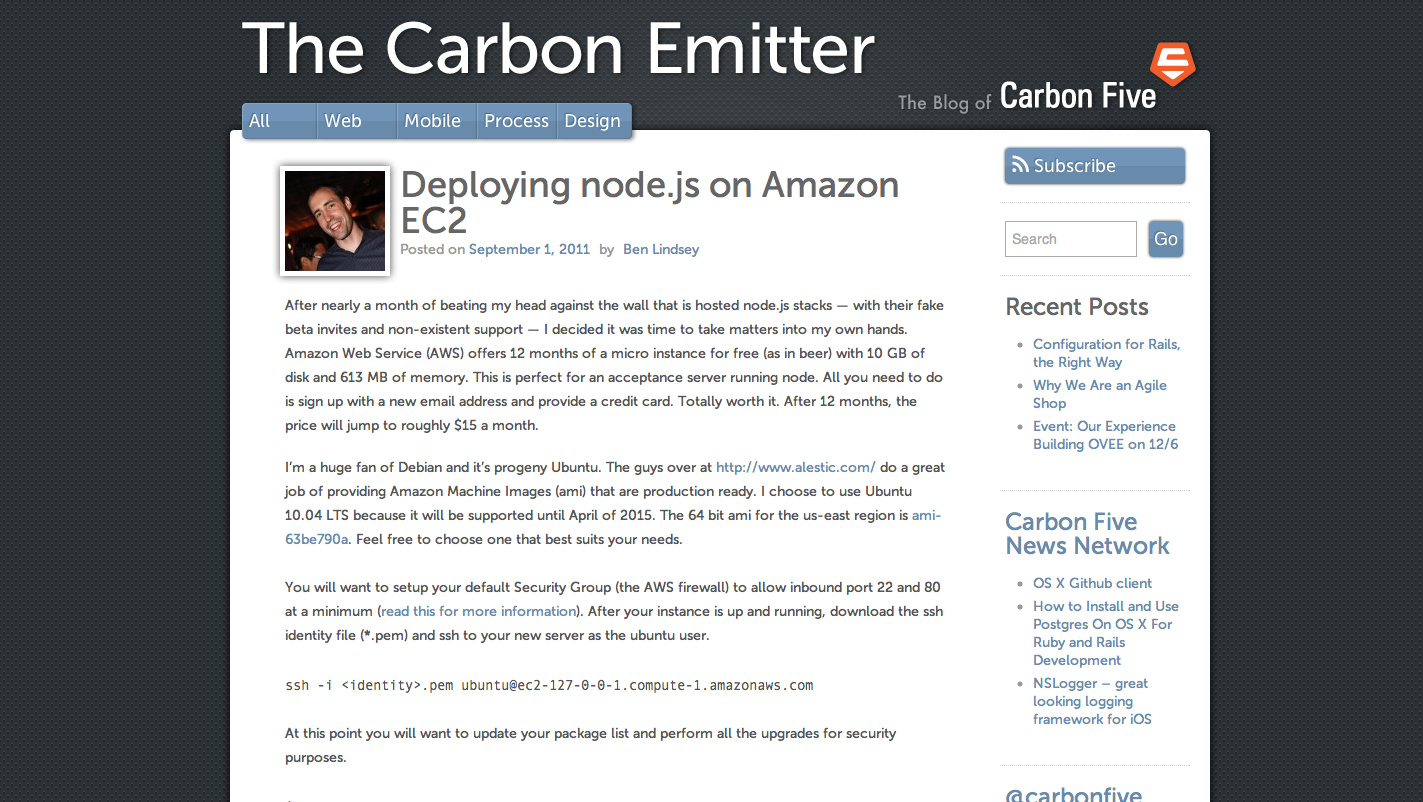 The Carbon Emitter
The Blog of Carbon Five
All Web Mobile Process Design
Deploying node.js on Amazon
EC2
Posted on September 1, 2011 by Ben Lindsey
After nearly a month of beating my head against the wall that is hosted node.js stacks — with their fake
beta invites and non-existent support — I decided it was time to take matters into my own hands.
Amazon Web Service (AWS) offers 12 months of a micro instance for free (as in beer) with 10 GB of
disk and 613 MB of memory. This is perfect for an acceptance server running node. All you need to do
is sign up with a new email address and provide a credit card. Totally worth it. After 12 months, the
price will jump to roughly $15 a month.
I'm a huge fan of Debian and it's progeny Ubuntu. The guys over at http://www.alestic.com/ do a great
job of providing Amazon Machine Images (ami) that are production ready. I choose to use Ubuntu
10.04 LTS because it will be supported until April of 2015. The 64 bit ami for the us-east region is ami-
63be790a. Feel free to choose one that best suits your needs.
You will want to setup your default Security Group (the AWS firewall) to allow inbound port 22 and 80
at a minimum (read this for more information). After your instance is up and running, download the ssh
identity file (*.pem) and ssh to your new server as the ubuntu user.
ssh -i <identity>.pem ubuntu@ec2-127-0-0-1.compute-1.amazonaws.com
At this point you will want to update your package list and perform all the upgrades for security
purposes.
Subscribe
Search Go
Recent Posts
Configuration for Rails,
the Right Way
Why We Are an Agile
Shop
Event: Our Experience
Building OVEE on 12/6
Carbon Five
News Network
OS X Github client
How to Install and Use
Postgres On OS X For
Ruby and Rails
Development
NSLogger – great
looking logging
framework for iOS
@carbonfive